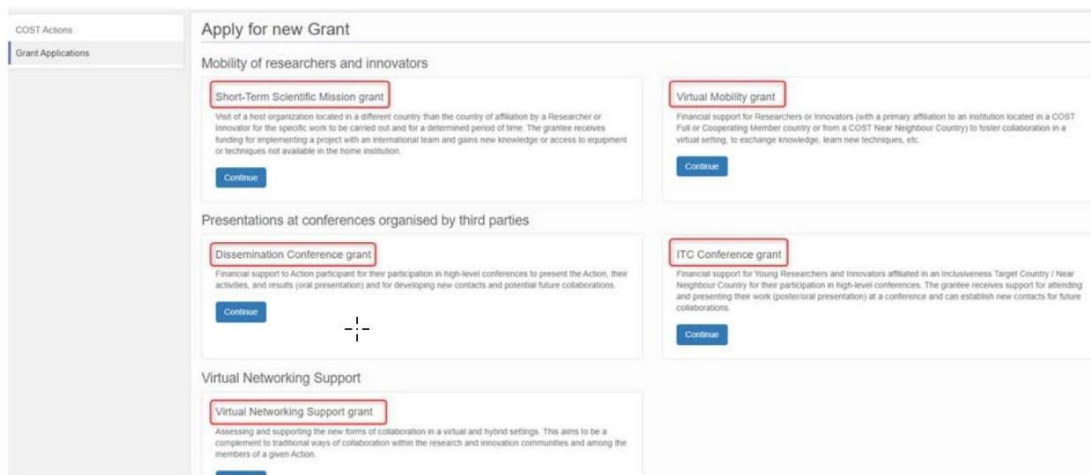 COST Actions
Grant Applications
Apply for new Grant
Mobility of researchers and innovators
Short-Term Scientific Mission grant
Visit of a host organization located in a different country than the country of affiliation by a Researcher or
Innovator for the specific work to be carried out and for a determined period of time. The grantee receives
funding for implementing a project with an international team and gains new knowledge or access to equipment
or techniques not available in the home institution.
Continue
Virtual Mobility grant
Financial support for Researchers or Innovators (with a primary affiliation to an institution located in a COST
Full or Cooperating Member country or from a COST Near Neighbour Country) to foster collaboration in a
virtual setting, to exchange knowledge, learn new techniques, etc.
Continue
Presentations at conferences organised by third parties
Dissemination Conference grant
Financial support to Action participant for their participation in high-level conferences to present the Action, their
activities, and results (oral presentation) and for developing new contacts and potential future collaborations.
Continue
ITC Conference grant
Financial support for Young Researchers and Innovators affiliated in an Inclusiveness Target Country / Near
Neighbour Country for their participation in high-level conferences. The grantee receives support for attending
and presenting their work (poster/oral presentation) at a conference and can establish new contacts for future
collaborations.
Continue
Virtual Networking Support
Virtual Networking Support grant
Assessing and supporting the new forms of collaboration in a virtual and hybrid settings. This aims to be a
complement to traditional ways of collaboration within the research and innovation communities and among the
members of a given Action.